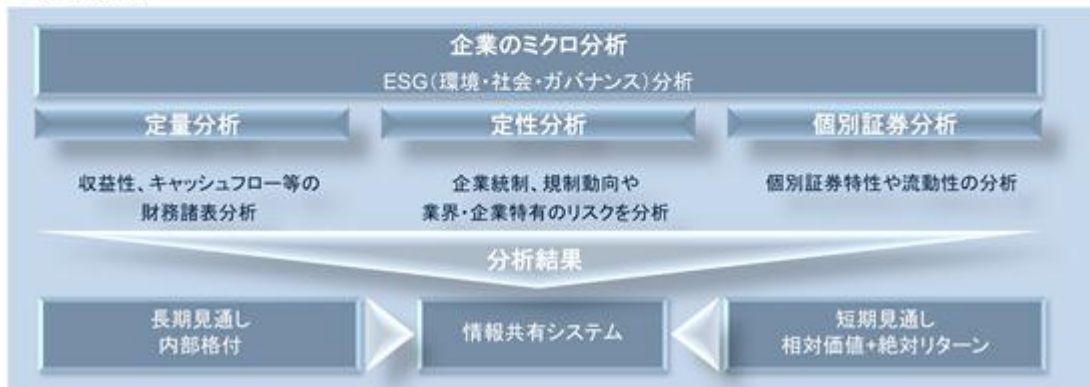 企業のミクロ分析
ESG(環境・社会・ガバナンス)分析
定量分析
定性分析
個別証券分析
収益性、キャッシュフロー等の
財務諸表分析
企業統制、規制動向や
業界・企業特有のリスクを分析
個別証券特性や流動性の分析
分析結果
長期見通し
内部格付
情報共有システム
短期見通し
相対価値+絶対リターン